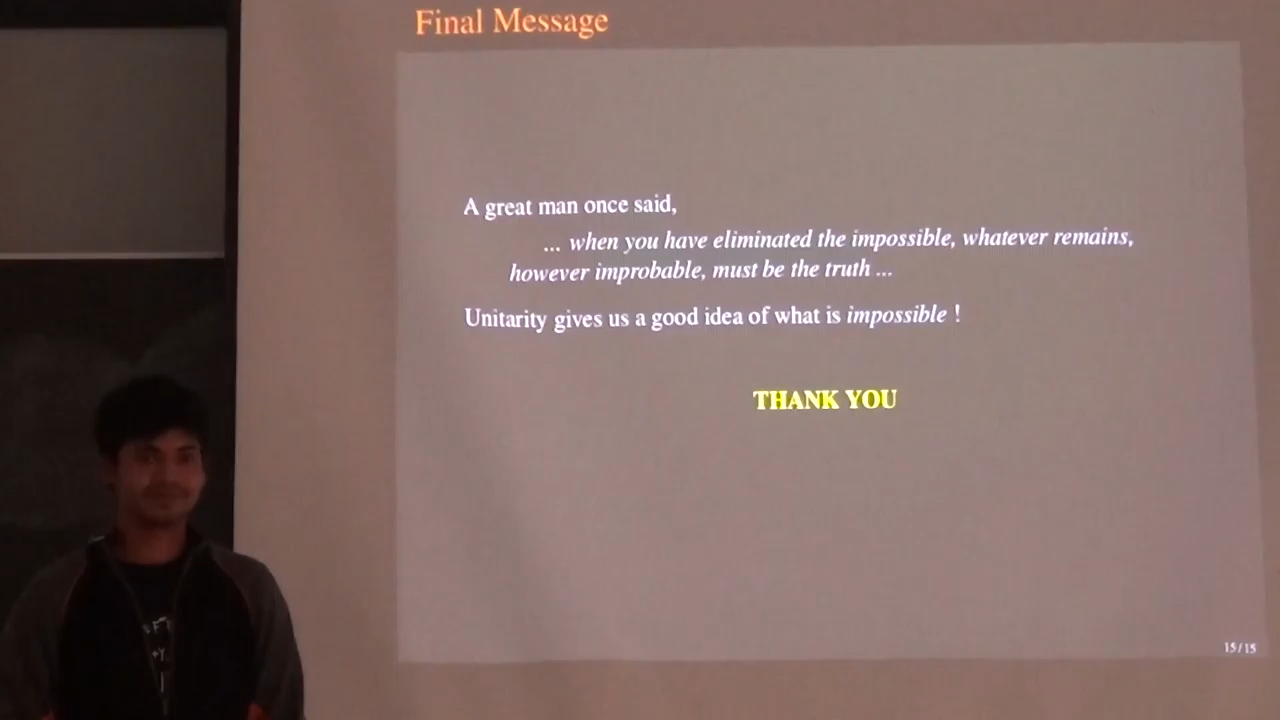 Final Message
A great man once said,
... when you have eliminated the impossible, whatever remains,
however improbable, must be the truth ...
Unitarity gives us a good idea of what is impossible !
THANK YOU
15/15